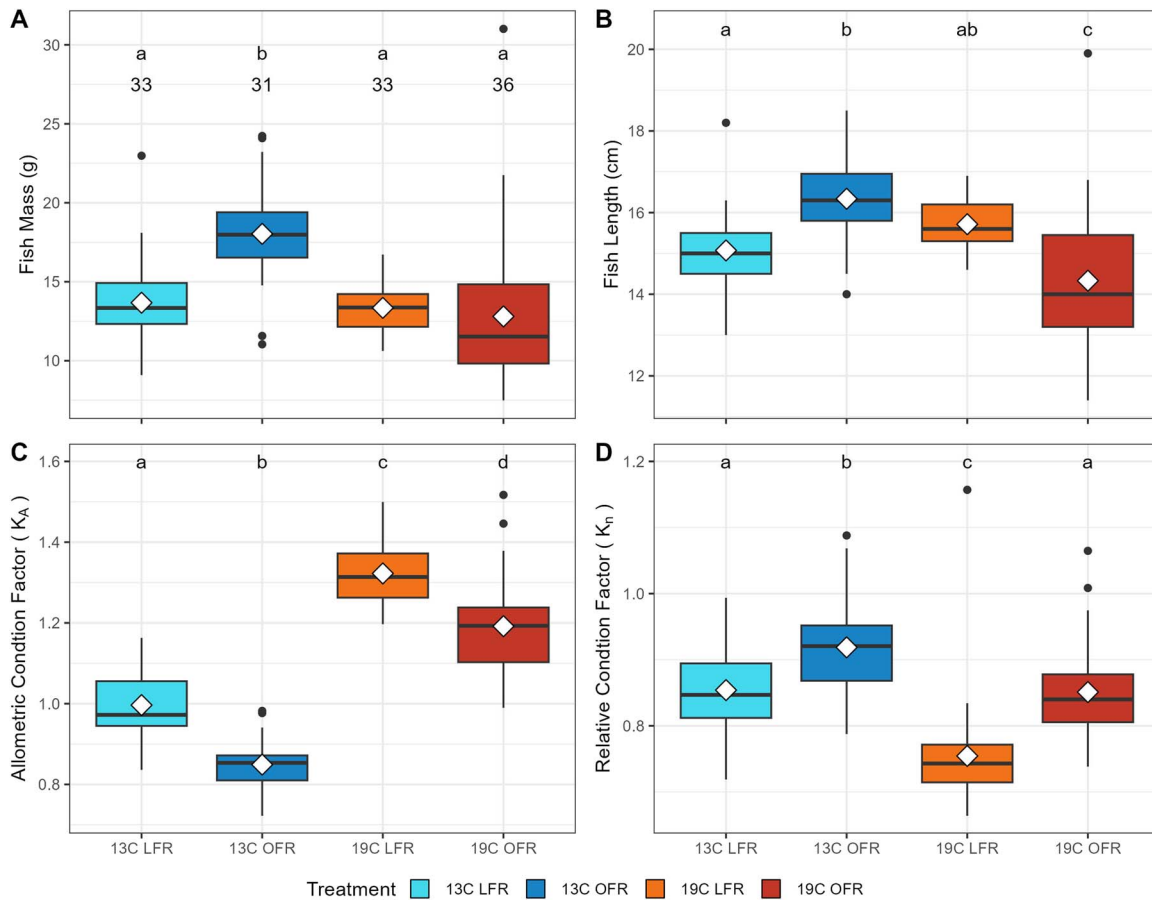 A
a b a a
33 31 33 36
30
25
20
15
10
Fish Mass (g)
B
a b ab c
20
18
16
14
12
Fish Length (cm)
C
a b c d
1.6
1.4
1.2
1.0
0.8
Allometric Condtion Factor ( KA )
13C LFR 13C OFR 19C LFR 19C OFR
D
a b c a
1.2
1.0
0.8
Relative Condtion Factor ( Kn )
13C LFR 13C OFR 19C LFR 19C OFR
Treatment 13C LFR 13C OFR 19C LFR 19C OFR